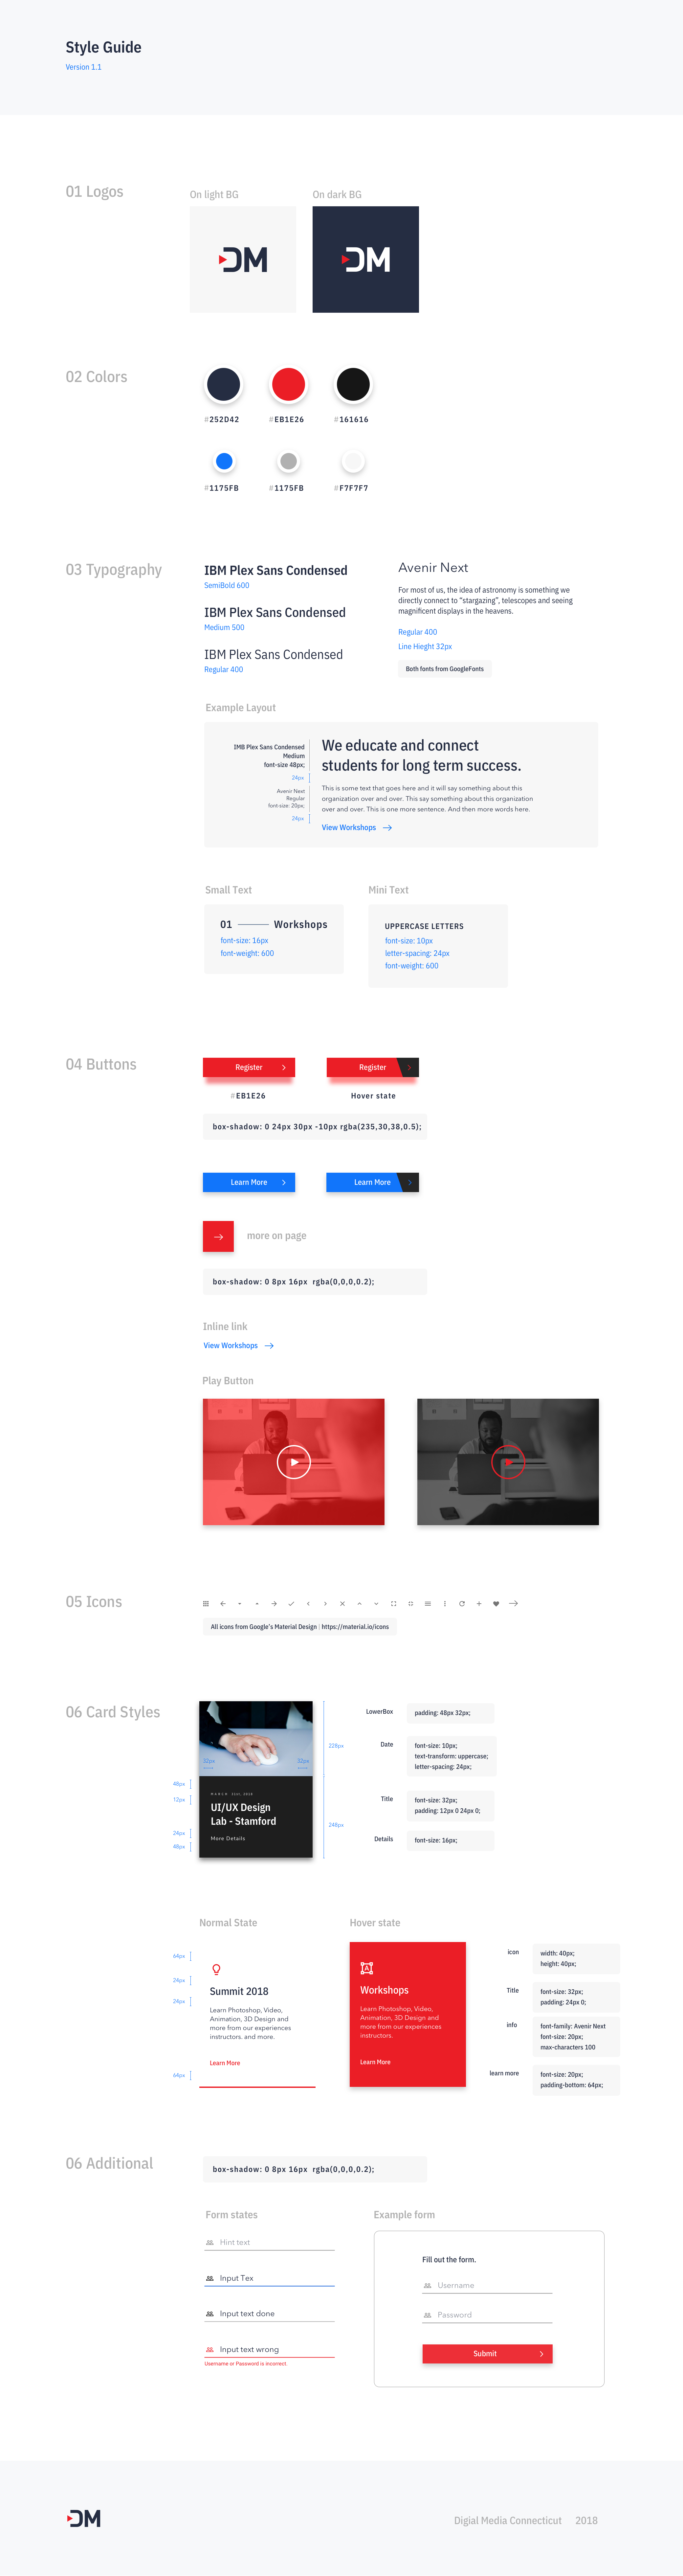 Style Guide
Version 1.1
01 Logos
On light BG
On dark BG
DM
DM
02 Colors
#252D42
#EB1E26
#161616
#1175FB
#1175FB
#F7F7F7
03 Typography
IBM Plex Sans Condensed
SemiBold 600
IBM Plex Sans Condensed
Medium 500
IBM Plex Sans Condensed
Regular 400
Avenir Next
For most of us, the idea of astronomy is something we
directly connect to “stargazing”, telescopes and seeing
magnificent displays in the heavens.
Regular 400
Line Hieght 32px
Both fonts from GoogleFonts
Example Layout
IMB Plex Sans Condensed
Medium
font-size 48px;
24px
Avenir Next
Regular
font-size: 20px;
24px
We educate and connect
students for long term success.
This is some text that goes here and it will say something about this
organization over and over. This say something about this organization
over and over. This is one more sentence. And then more words here.
View Workshops
Small Text
01 Workshops
font-size: 16px
font-weight: 600
Mini Text
UPPERCASE LETTERS
font-size: 10px
letter-spacing: 24px
font-weight: 600
04 Buttons
Register
Register
#EB1E26
Hover state
box-shadow: 0 24px 30px -10px rgba(235,30,38,0.5);
Learn More
Learn More
more on page
box-shadow: 0 8px 16px rgba(0,0,0,0.2);
Inline link
View Workshops
Play Button
05 Icons
All icons from Google's Material Design | https://material.io/icons
06 Card Styles
32px
32px
48px
12px
24px
48px
MARCH 31st, 2018
UI/UX Design
Lab - Stamford
More Details
228px
248px
LowerBox
padding: 48px 32px;
Date
font-size: 10px;
text-transform: uppercase;
letter-spacing: 24px;
Title
font-size: 32px;
padding: 12px 0 24px 0;
Details
font-size: 16px;
Normal State
64px
24px
24px
64px
Summit 2018
Learn Photoshop, Video,
Animation, 3D Design and
more from our experiences
instructors. and more.
Learn More
Hover state
A
Workshops
Learn Photoshop, Video,
Animation, 3D Design and
more from our experiences
instructors.
Learn More
icon
width: 40px;
height: 40px;
Title
font-size: 32px;
padding: 24px 0;
info
font-family: Avenir Next
font-size: 20px;
max-characters 100
learn more
font-size: 20px;
padding-bottom: 64px;
06 Additional
box-shadow: 0 8px 16px rgba(0,0,0,0.2);
Form states
Hint text
Input Tex
Input text done
Input text wrong
Username or Password is incorrect.
Example form
Fill out the form.
Username
Password
Submit
DM
Digial Media Connecticut 2018